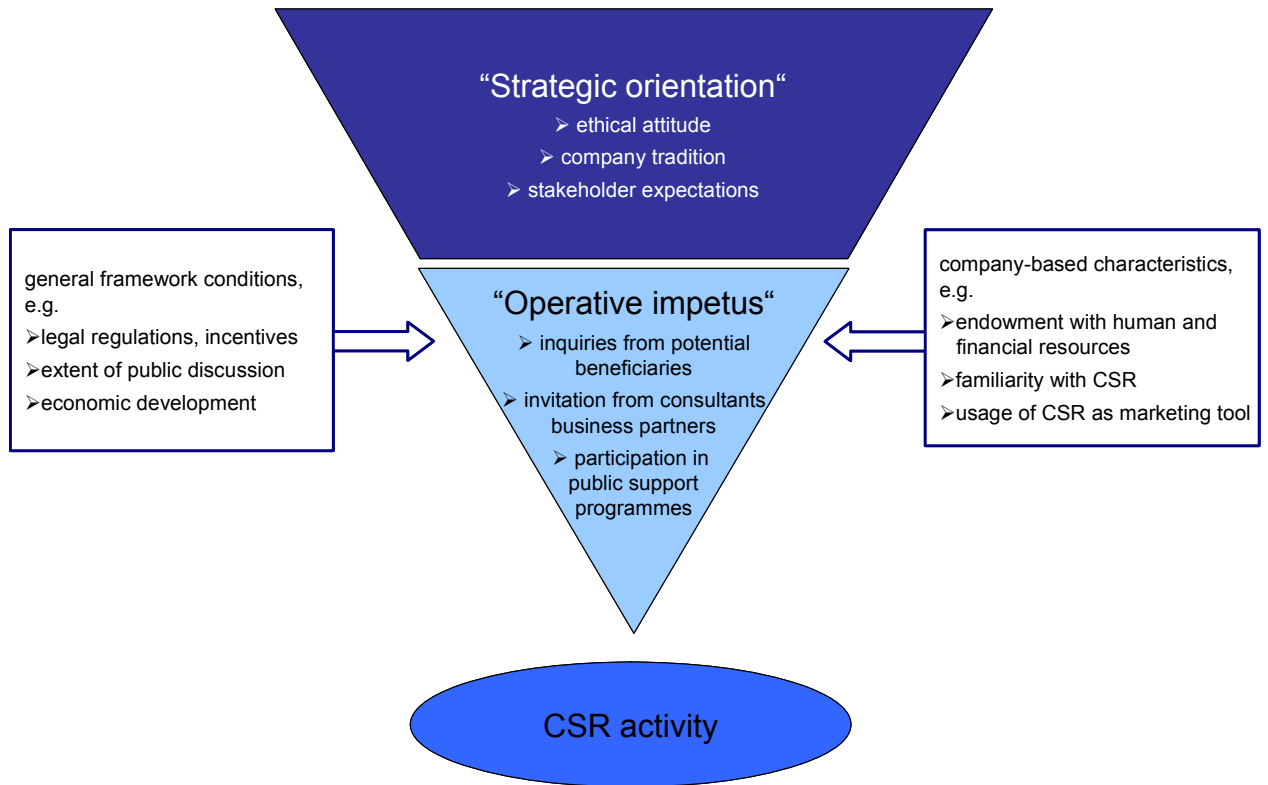 “Strategic orientation“
➢ ethical attitude
➢ company tradition
➢ stakeholder expectations
general framework conditions,
e.g.
➢legal regulations, incentives
➢extent of public discussion
➢economic development
“Operative impetus“
➢ inquiries from potential
beneficiaries
➢ invitation from consultants
business partners
➢ participation in
public support
programmes
company-based characteristics,
e.g.
➢endowment with human and
financial resources
➢familiarity with CSR
➢usage of CSR as marketing tool
CSR activity